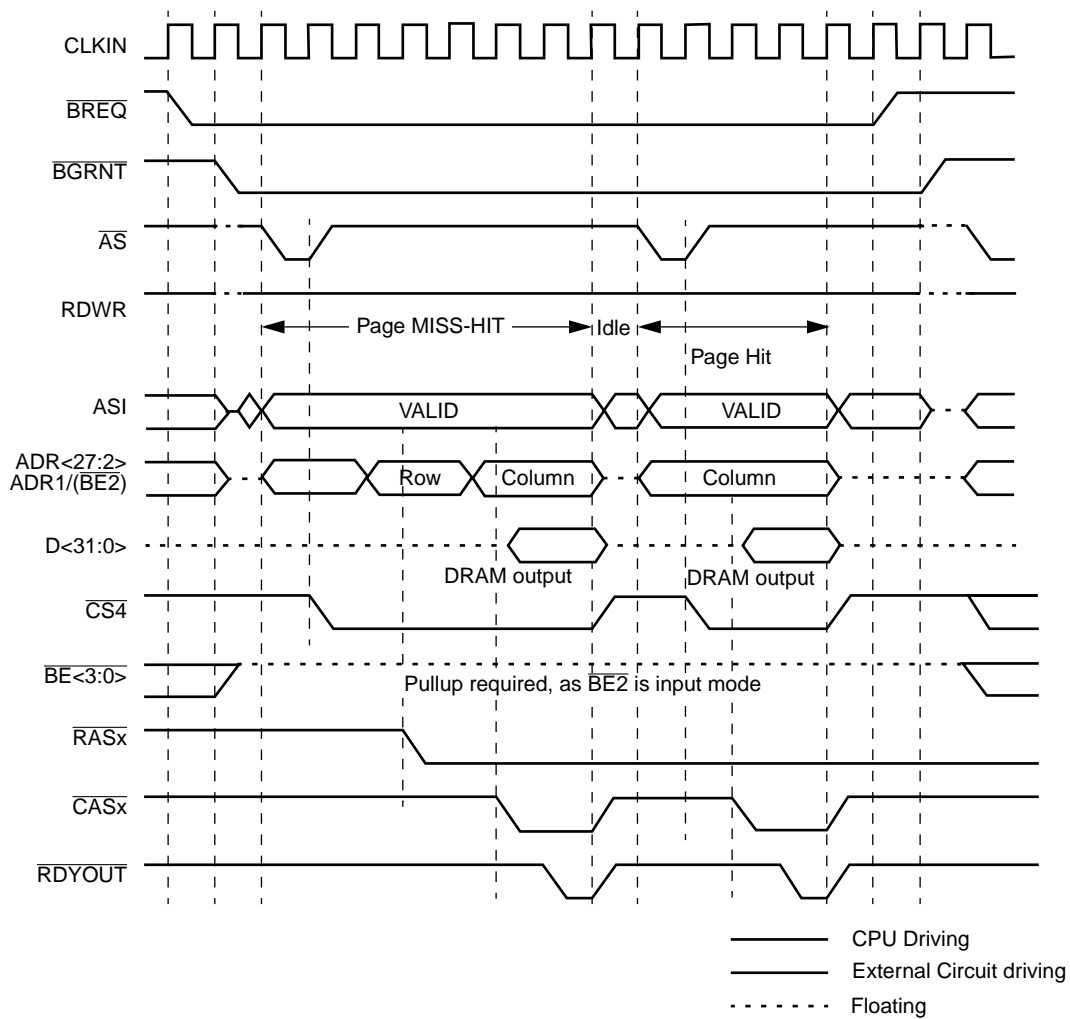 CLKIN
BREQ
BGRNT
AS
RDWR
Page MISS-HIT
Idle
Page Hit
ASI
VALID
VALID
ADR<27:2>
ADR1/(BE2)
Row
Column
Column
D<31:0>
DRAM output
DRAM output
CS4
BE<3:0>
Pullup required, as BE2 is input mode
RASx
CASx
RDYOUT
CPU Driving
External Circuit driving
Floating